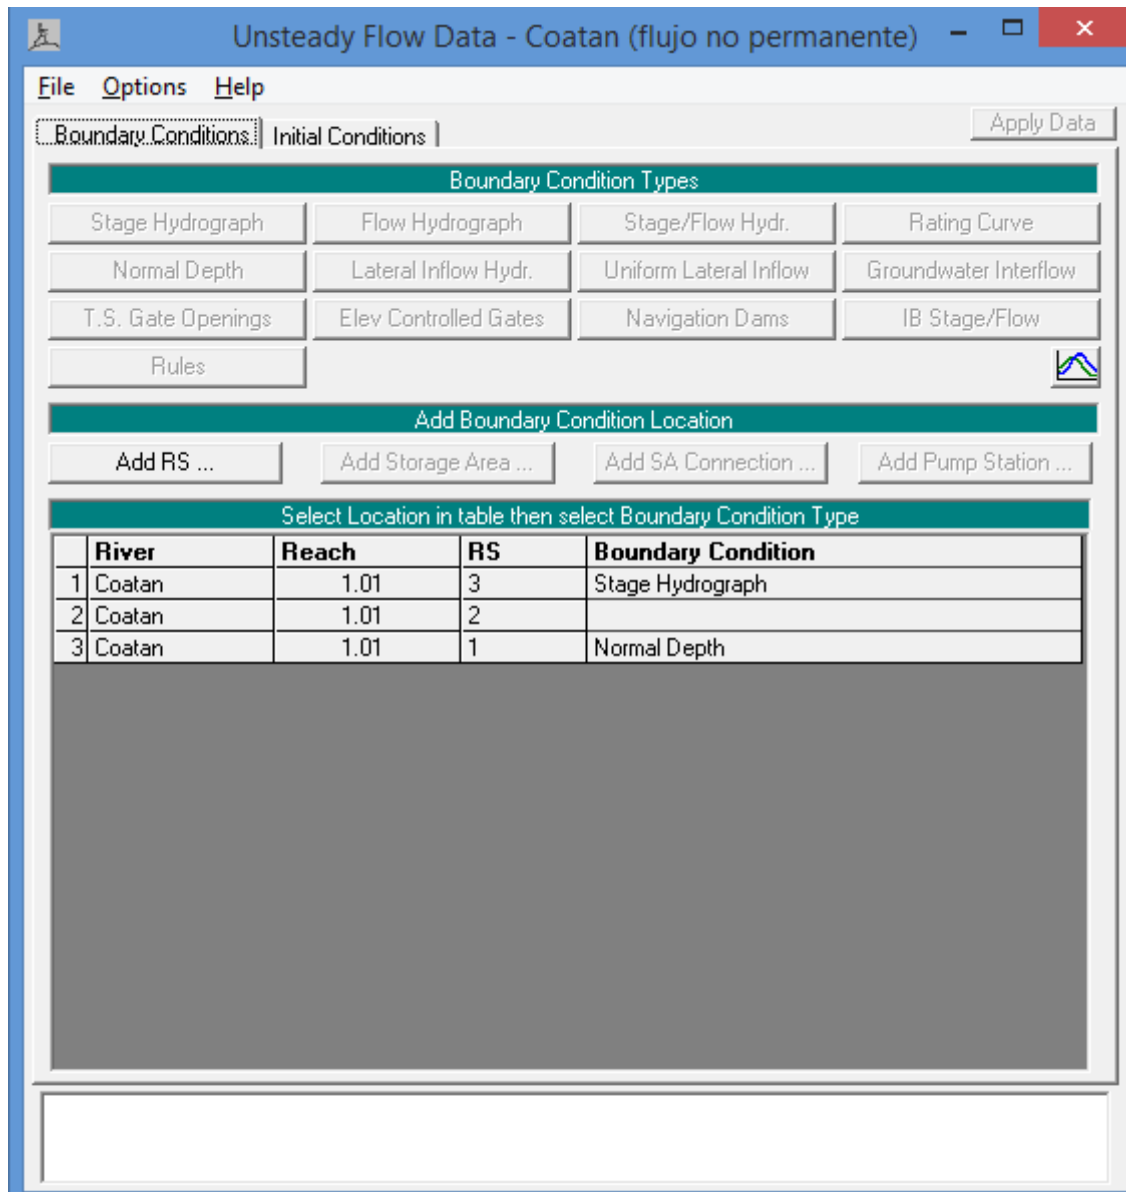 Unsteady Flow Data - Coatan (flujo no permanente)
File Options Help
Boundary Conditions Initial Conditions Apply Data
Boundary Condition Types
Stage Hydrograph Flow Hydrograph Stage/Flow Hydr. Rating Curve
Normal Depth Lateral Inflow Hydr. Uniform Lateral Inflow Groundwater Interflow
T.S. Gate Openings Elev Controlled Gates Navigation Dams IB Stage/Flow
Rules
Add Boundary Condition Location
Add RS ... Add Storage Area ... Add SA Connection ... Add Pump Station ...
Select Location in table then select Boundary Condition Type
River Reach RS Boundary Condition
1 Coatan 1.01 3 Stage Hydrograph
2 Coatan 1.01 2
3 Coatan 1.01 1 Normal Depth